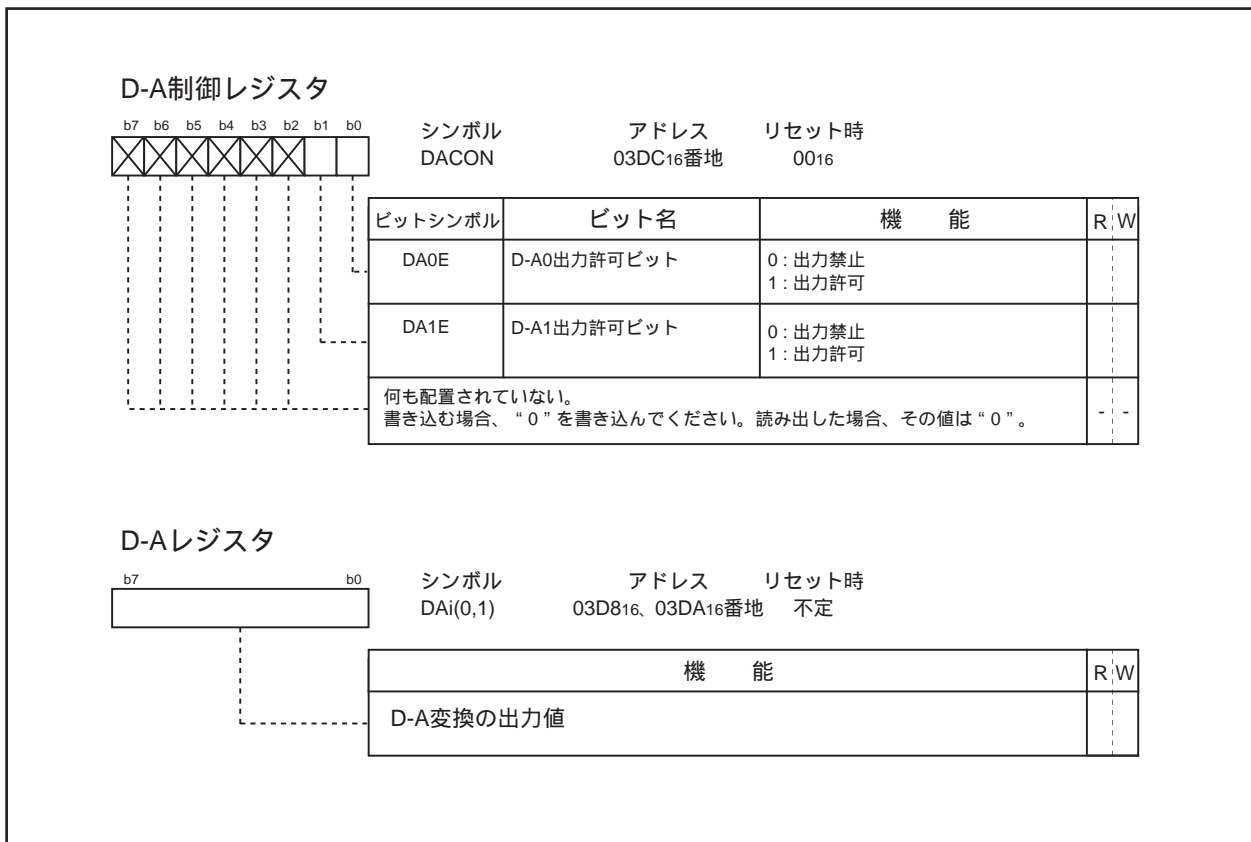 D-A制御レジスタ
b7 b6 b5 b4 b3 b2 b1 b0
シンボル アドレス リセット時
DACON 03DC16番地 0016
ビットシンボル ビット名 機 能 R W
DA0E D-A0出力許可ビット 0 : 出力禁止
1 : 出力許可
DA1E D-A1出力許可ビット 0 : 出力禁止
1 : 出力許可
何も配置されていない。
書き込む場合、“ 0 ” を書き込んでください。読み出した場合、その値は “ 0 ” 。 - -
D-Aレジスタ
b7 b0
シンボル アドレス リセット時
DAi(0,1) 03D816、03DA16番地 不定
機 能 R W
D-A変換の出力値